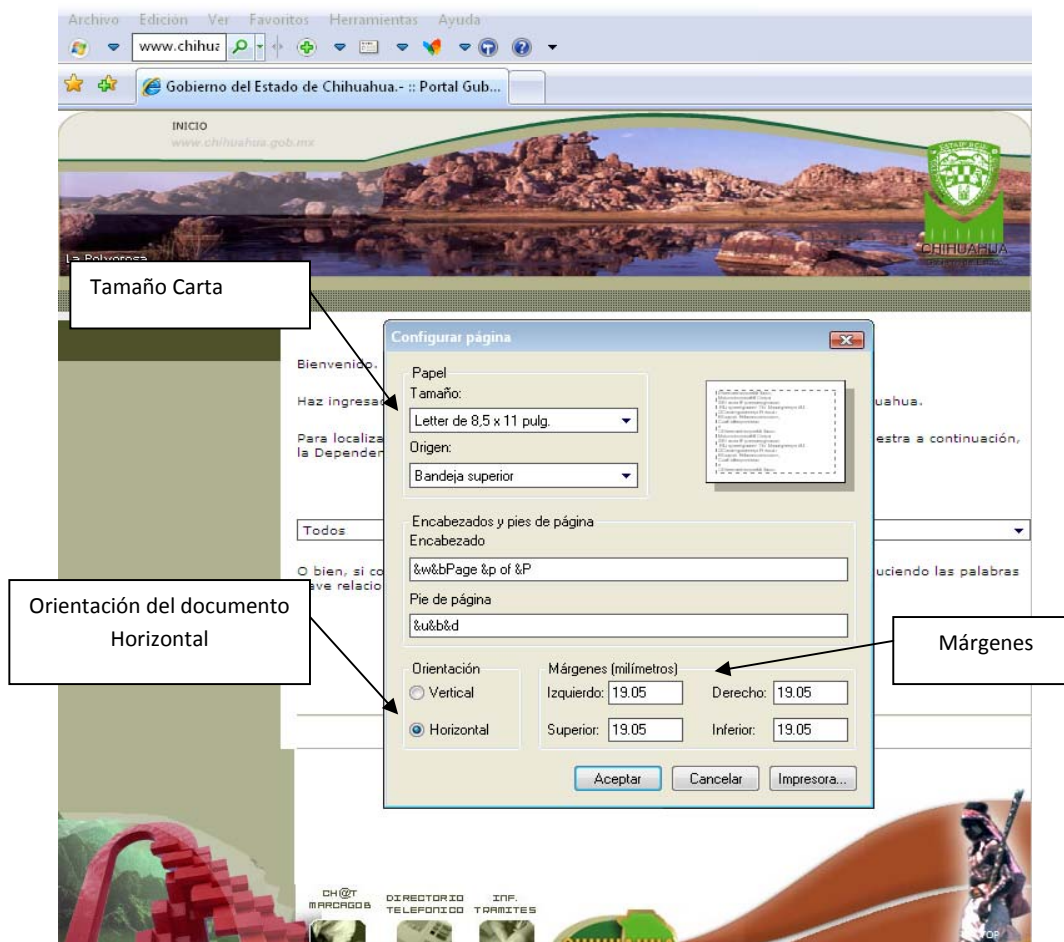 Archivo Edición Ver Favoritos Herramientas Ayuda
www.chihua
Gobierno del Estado de Chihuahua.- :: Portal Gub...
INICIO
www.chihuahua.gob.mx
CHIHUAHUA
La Polvorosa
Tamaño Carta
Configurar página
Bienvenido.
Papel
Tamaño:
Haz ingresad
ahua.
Letter de 8,5 x 11 pulg.
Para localiza
estra a continuación,
Origen:
la Dependen
Bandeja superior
Todos
Encabezados y pies de página
Encabezado
O bien, si co
&w&bPage &p of &P
uciendo las palabras
ave relacio
Pie de página
&u&b&d
Orientación del documento
Horizontal
Márgenes
Orientación
Vertical
Horizontal
Márgenes (milímetros)
Izquierdo: 19.05 Derecho: 19.05
Superior: 19.05 Inferior: 19.05
Aceptar Cancelar Impresora...
CH@T
MARCAGOB
DIRECTORIO
TELEFONICO
INF.
TRAMITES
TOP